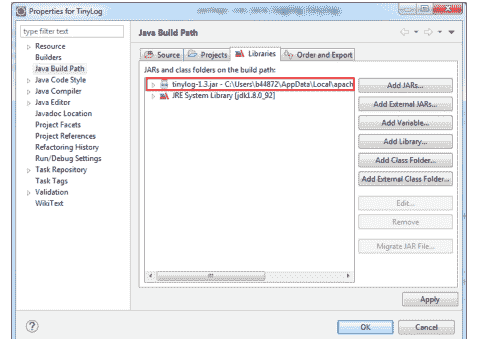 Properties for TinyLog
type filter text
Resource
Builders
Java Build Path
Java Code Style
Java Compiler
Java Editor
Javadoc Location
Project Facets
Project References
Refactoring History
Run/Debug Settings
Task Repository
Task Tags
Validation
WikiText
Java Build Path
Source Projects Libraries Order and Export
JARs and class folders on the build path:
tinylog-1.3.jar - C:\Users\b44872\AppData\Local\apach
JRE System Library [jdk1.8.0_92]
Add JARs...
Add External JARs...
Add Variable...
Add Library...
Add Class Folder...
Add External Class Folder...
Edit...
Remove
Migrate JAR File...
Apply
OK Cancel